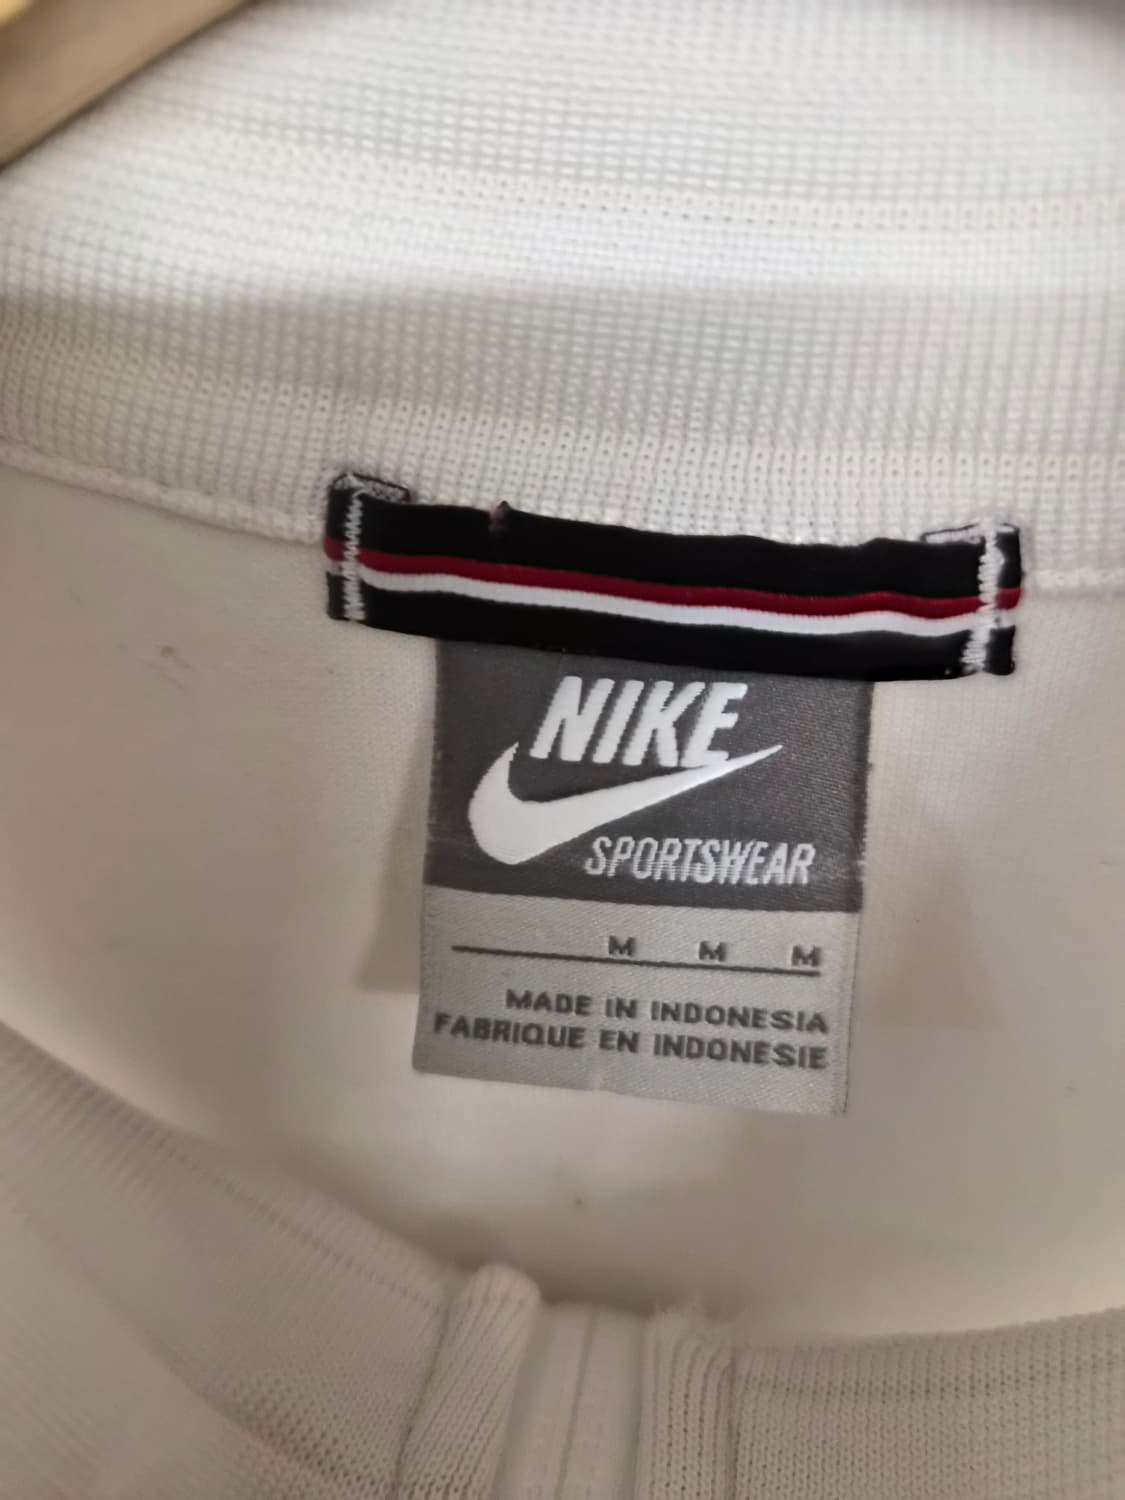 NIKE
SPORTSWEAR
M M M
MADE IN INDONESIA
FABRIQUE EN INDONESIE